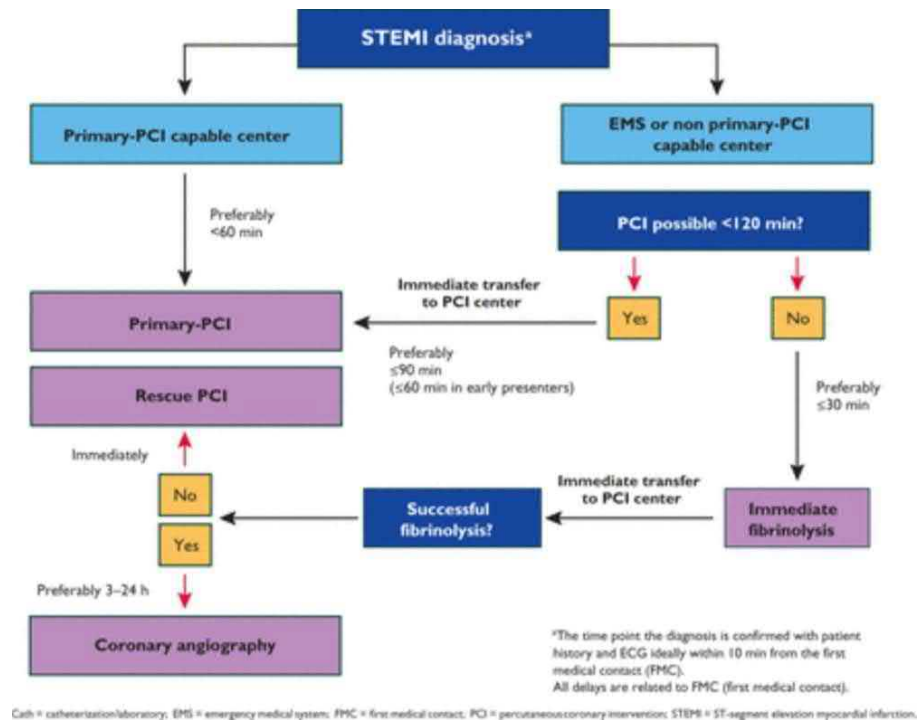 STEMI diagnosisª
Primary-PCI capable center
EMS or non primary-PCI
capable center
Preferably
<60 min
PCI possible <120 min?
Immediate transfer
to PCI center
Yes
No
Primary-PCI
Preferably
≤90 min
(≤60 min in early presenters)
Preferably
≤30 min
Rescue PCI
Immediately
No
Yes
Successful
fibrinolysis?
Immediate transfer
to PCI center
Immediate
fibrinolysis
Preferably 3–24 h
Coronary angiography
ªThe time point the diagnosis is confirmed with patient
history and ECG ideally within 10 min from the first
medical contact (FMC).
All delays are related to FMC (first medical contact).
Cath = catheterization laboratory; EMS = emergency medical system; FMC = first medical contact; PCI = percutaneous coronary intervention; STEMI = ST-segment elevation myocardial infarction.